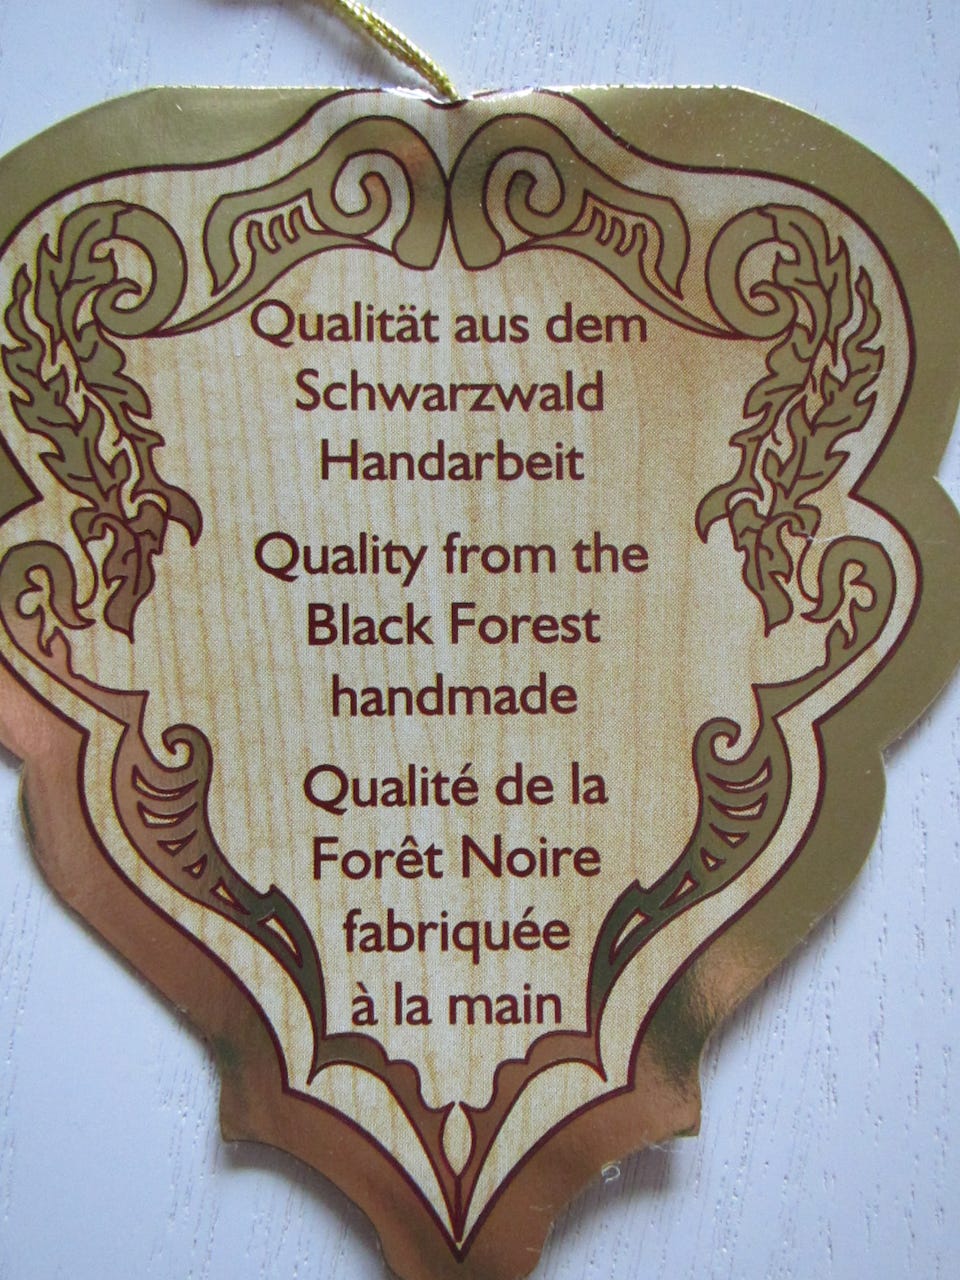 Qualität aus dem
Schwarzwald
Handarbeit
Quality from the
Black Forest
handmade
Qualité de la
Forêt Noire
fabriquée
à la main